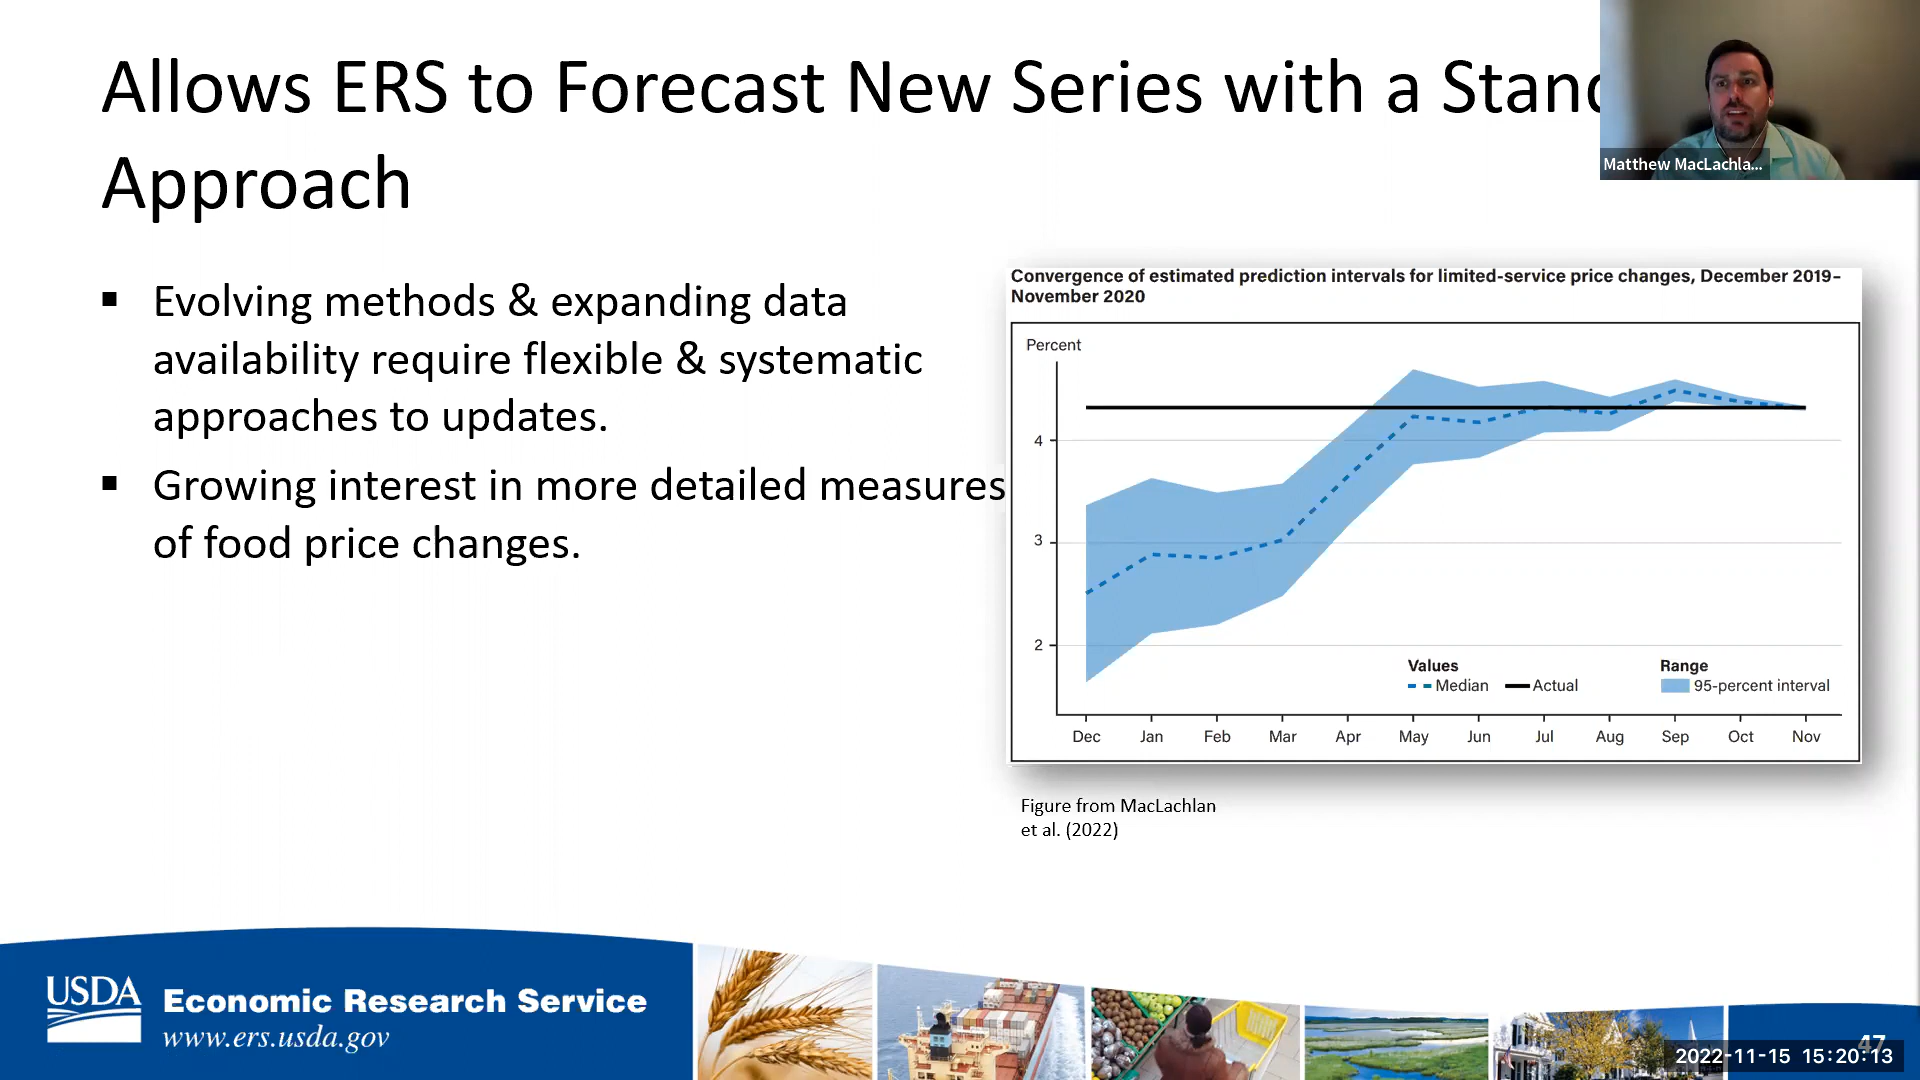 Allows ERS to Forecast New Series with a Stand
Approach
Matthew MacLachla...
▪ Evolving methods & expanding data
availability require flexible & systematic
approaches to updates.
▪ Growing interest in more detailed measures
of food price changes.
Convergence of estimated prediction intervals for limited-service price changes, December 2019–
November 2020
Percent
4
3
2
Values
Median
Actual
Range
95-percent interval
Dec Jan Feb Mar Apr May Jun Jul Aug Sep Oct Nov
Figure from MacLachlan
et al. (2022)
USDA
Economic Research Service
www.ers.usda.gov
47
2022-11-15 15:20:13